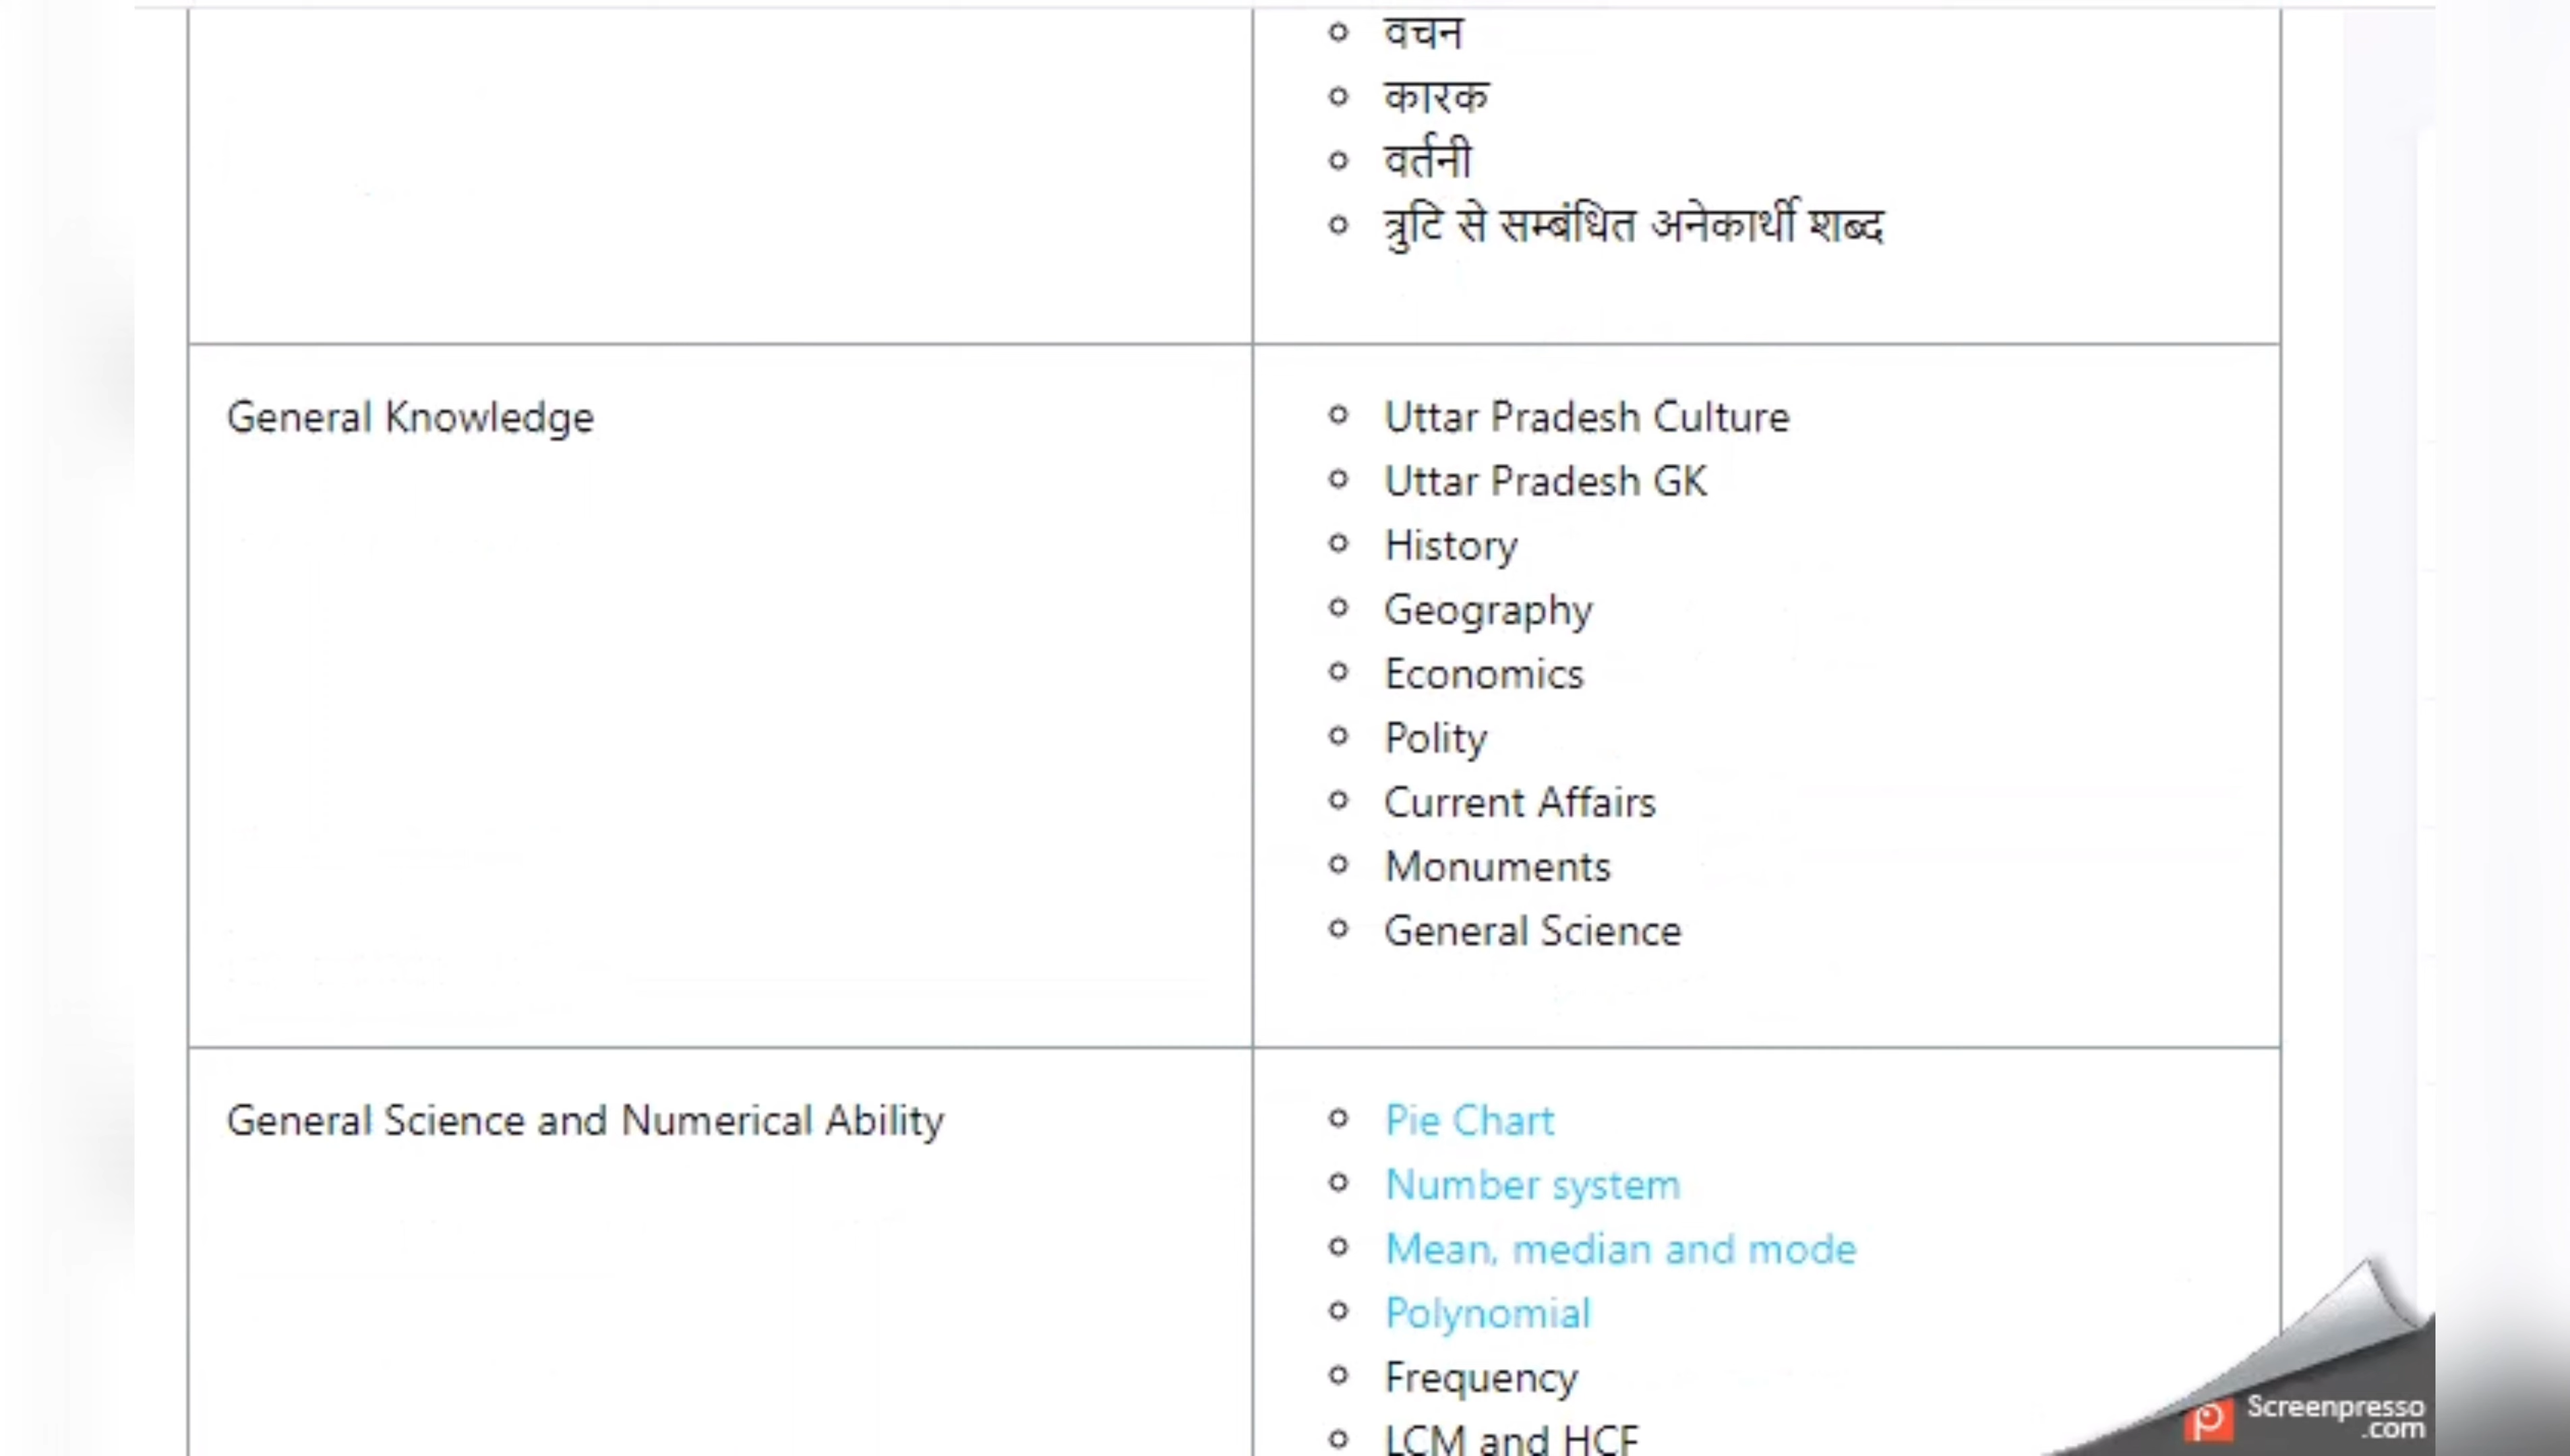 वचन
कारक
वर्तनी
त्रुटि से सम्बंधित अनेकार्थी शब्द
General Knowledge
Uttar Pradesh Culture
Uttar Pradesh GK
History
Geography
Economics
Polity
Current Affairs
Monuments
General Science
General Science and Numerical Ability
Pie Chart
Number system
Mean, median and mode
Polynomial
Frequency
LCM and HCF
Screenpresso
.com